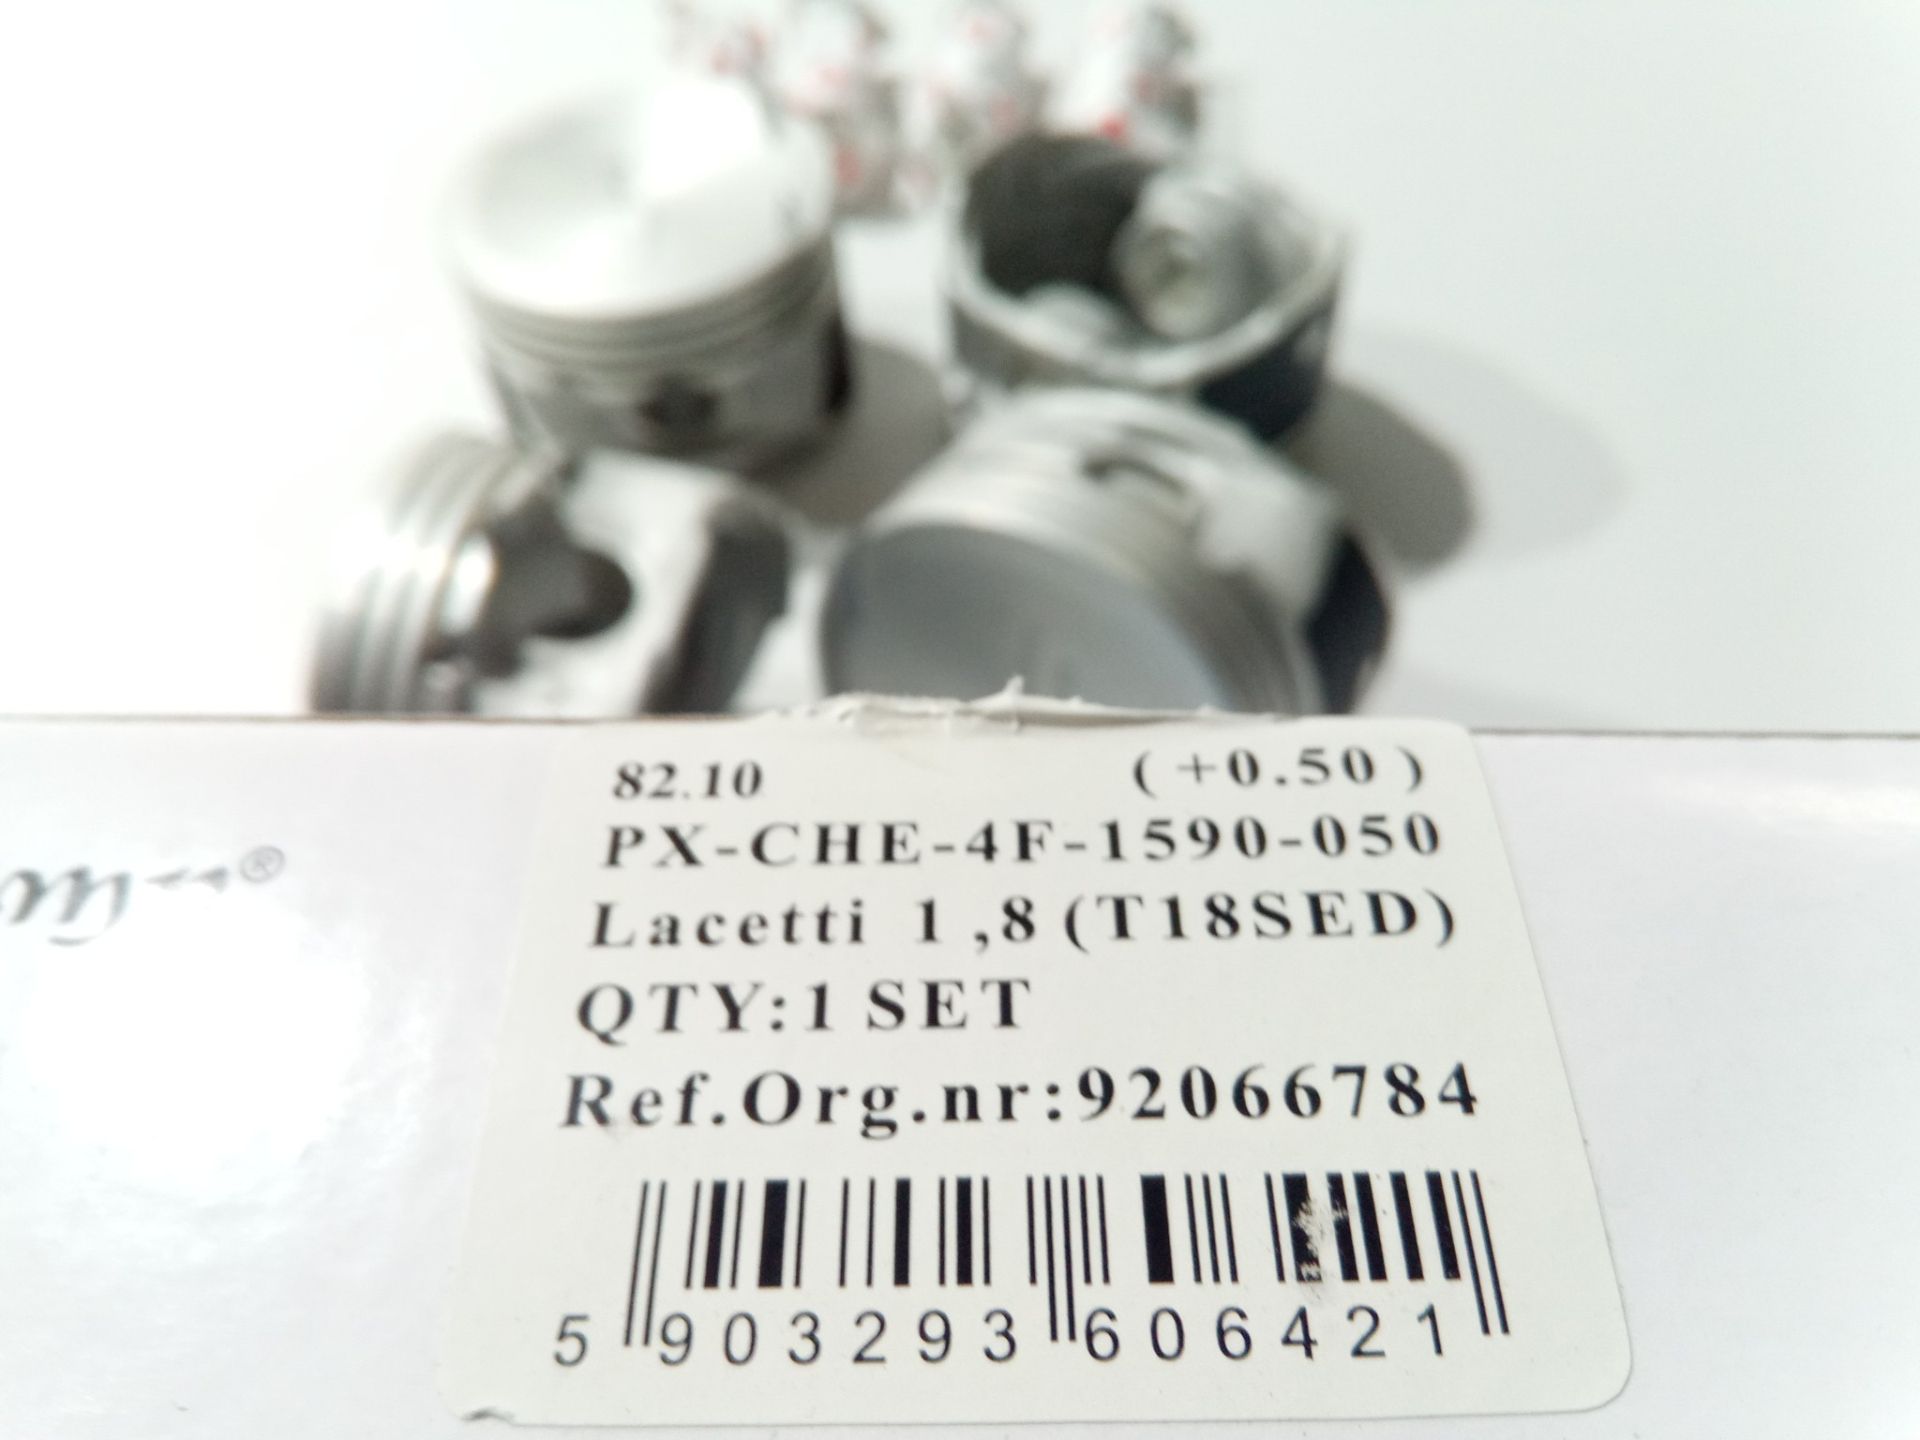 82.10 (+0.50)
PX-CHE-4F-1590-050
Lacetti 1,8(T18SED)
QTY:1 SET
Ref.Org.nr:92066784
5 903293 606421